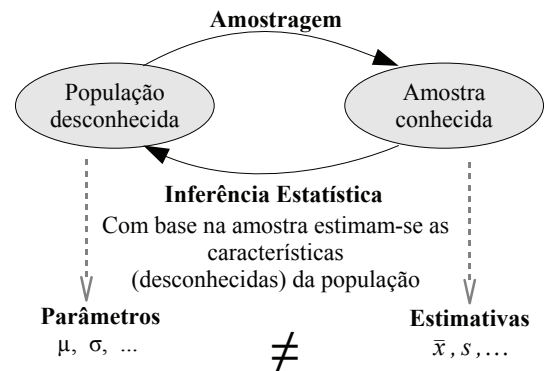 Amostragem
População
desconhecida
Amostra
conhecida
Inferência Estatística
Com base na amostra estimam-se as
características
(desconhecidas) da população
Parâmetros
μ, σ, ...
≠
Estimativas
x̄ , s , …